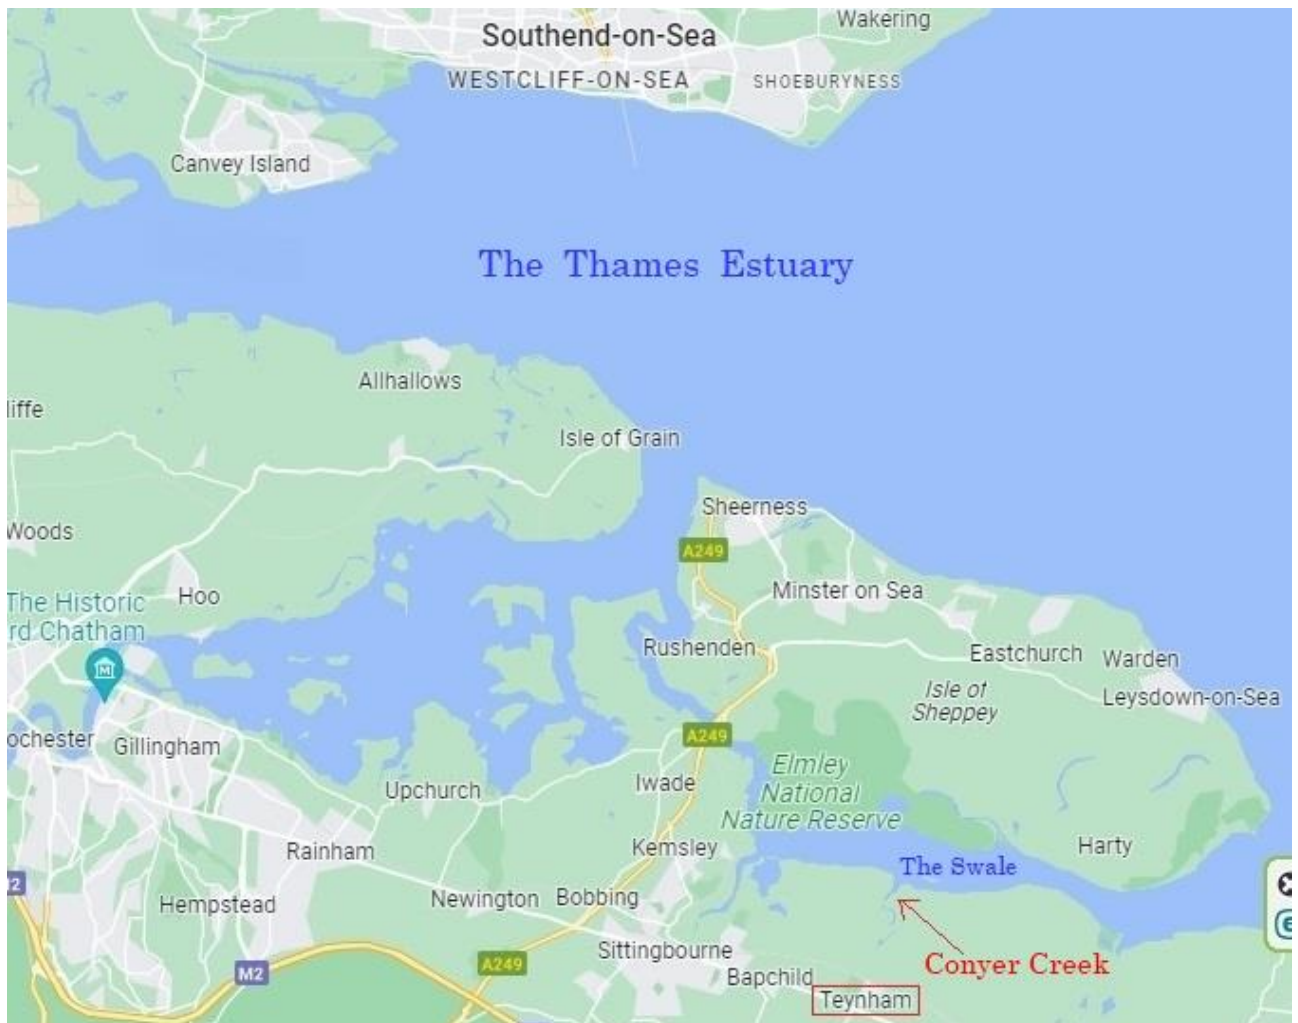 Wakering
Southend-on-Sea
WESTCLIFF-ON-SEA
SHOEBURYNESS
Canvey Island
The Thames Estuary
Allhallows
liffe
Isle of Grain
Sheerness
Woods
A249
Minster on Sea
Hoo
The Historic
rd Chatham
M
Rushenden
Eastchurch
Warden
Isle of
Sheppey
Leysdown-on-Sea
A249
ochester
Gillingham
Elmley
National
Nature Reserve
Iwade
Upchurch
Kemsley
Harty
Rainham
The Swale
12
Newington
Bobbing
Hempstead
Sittingbourne
Conyer Creek
A249
M2
Bapchild
Teynham